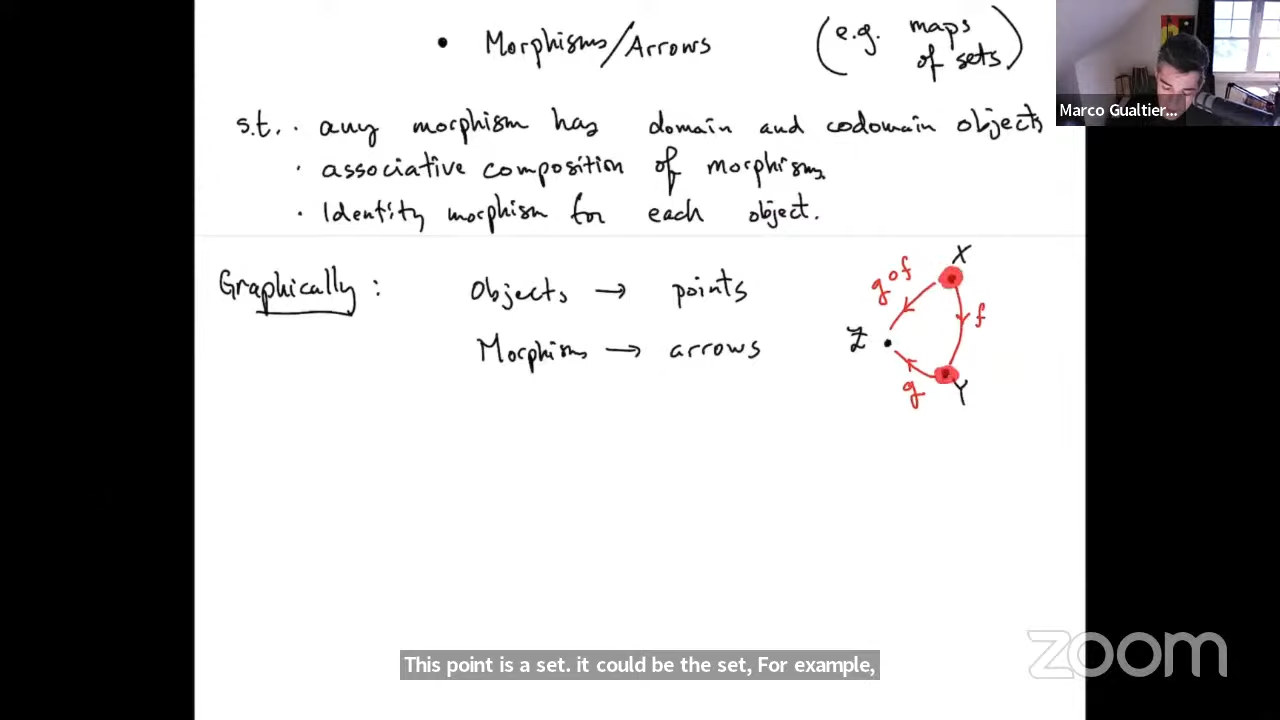 • Morphisms/Arrows (e.g. maps of sets)
Marco Gualtier...
s.t. · any morphism has domain and codomain objects
· associative composition of morphisms.
· Identity morphism for each object.
Graphically : Objects → points
Morphisms → arrows
X
g∘f
f
Z
g
Y
This point is a set. it could be the set, For example,
zoom